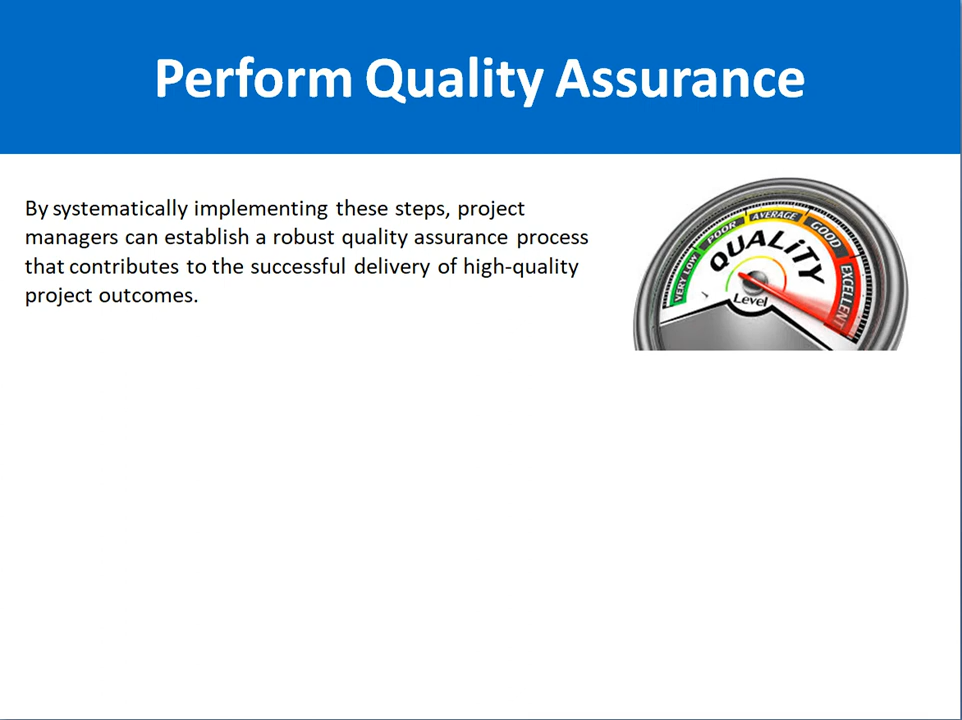 Perform Quality Assurance
By systematically implementing these steps, project
managers can establish a robust quality assurance process
that contributes to the successful delivery of high-quality
project outcomes.
VERY LOW
POOR
AVERAGE
GOOD
EXCELLENT
QUALiTY
Level